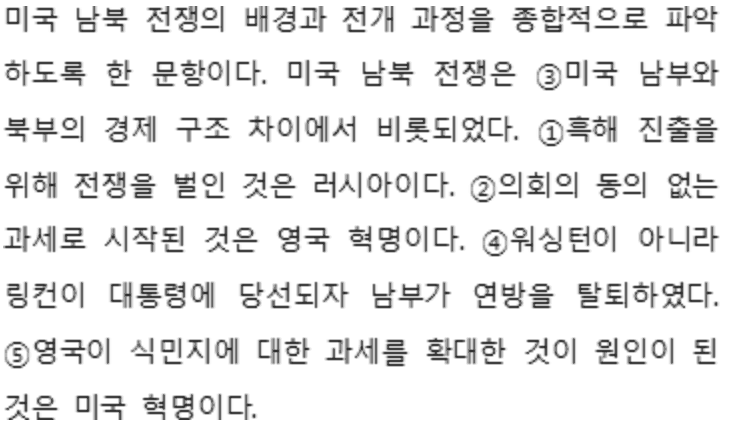 미국 남북 전쟁의 배경과 전개 과정을 종합적으로 파악
하도록 한 문항이다. 미국 남북 전쟁은 ③미국 남부와
북부의 경제 구조 차이에서 비롯되었다. ①흑해 진출을
위해 전쟁을 벌인 것은 러시아이다. ②의회의 동의 없는
과세로 시작된 것은 영국 혁명이다. ④워싱턴이 아니라
링컨이 대통령에 당선되자 남부가 연방을 탈퇴하였다.
⑤영국이 식민지에 대한 과세를 확대한 것이 원인이 된
것은 미국 혁명이다.